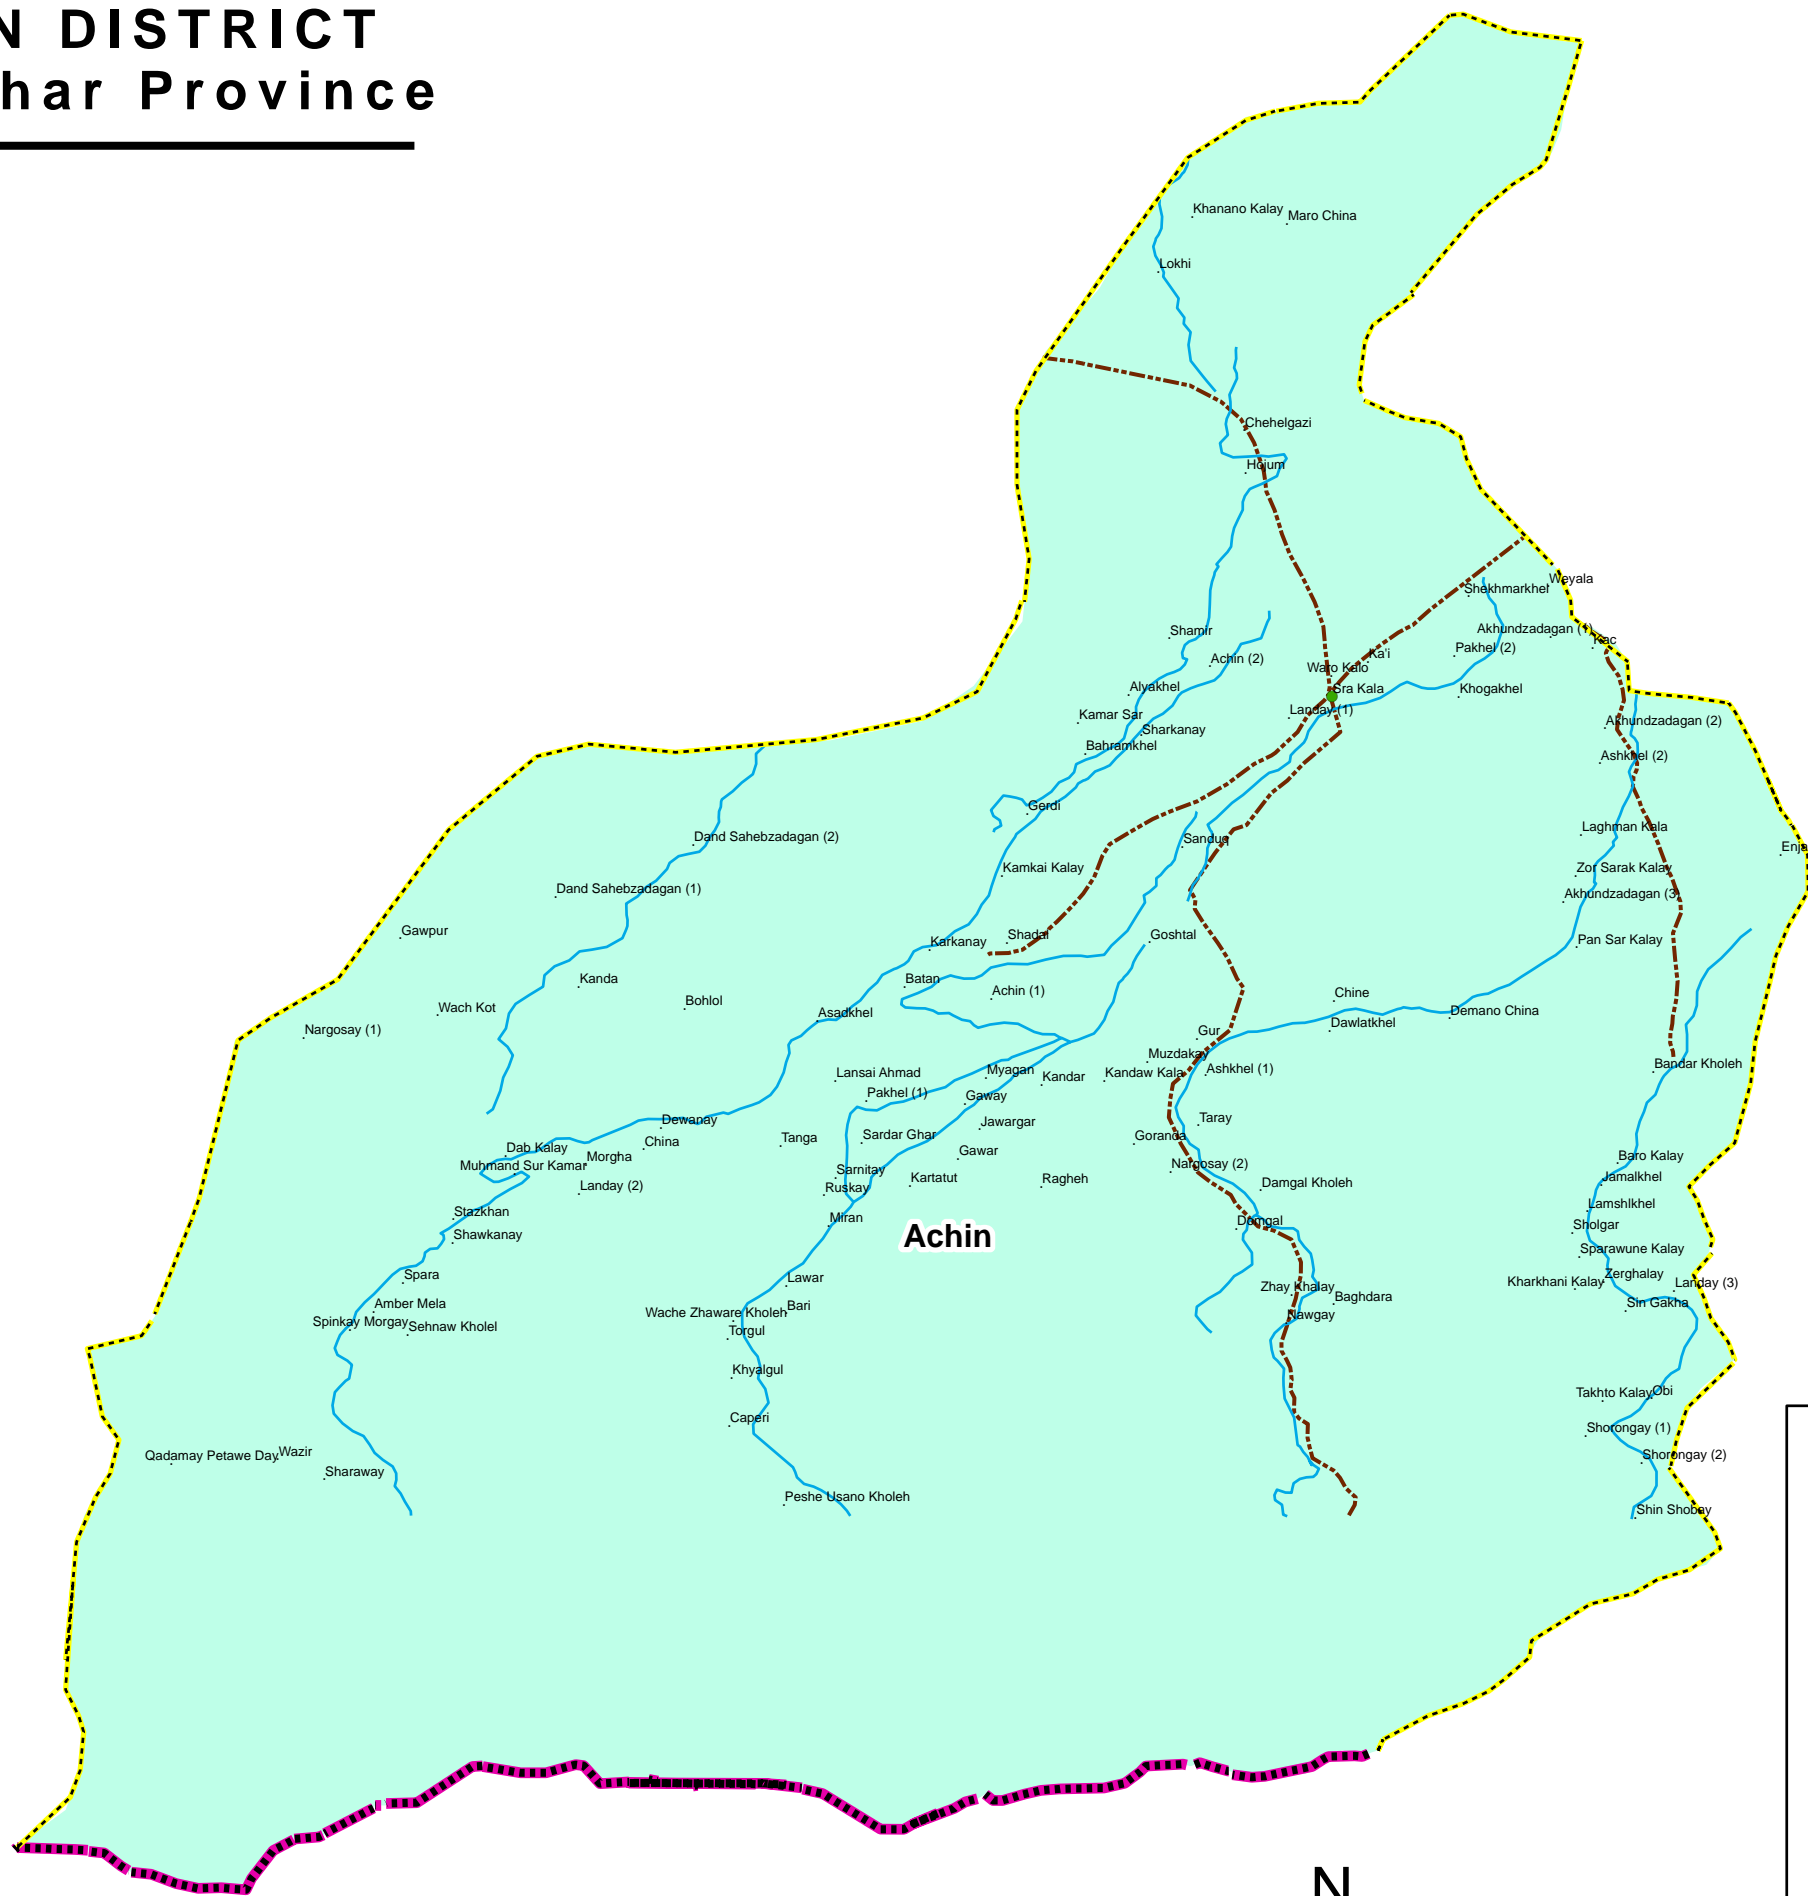 N DISTRICT
har Province
Khanano Kalay
Maro China
Lokhi
Chehelgazi
Hojum
Weyala
Shekhmarkhel
Shamir
Akhundzadagan (1)
Kac
Pakhel (2)
Ka'i
Achin (2)
Waro Kalo
Alyakhel
Sra Kala
Khogakhel
Landay (1)
Kamar Sar
Sharkanay
Akhundzadagan (2)
Bahramkhel
Ashkhel (2)
Gerdi
Laghman Kala
Dand Sahebzadagan (2)
Sanduq
Enja
Kamkai Kalay
Zor Sarak Kalay
Dand Sahebzadagan (1)
Akhundzadagan (3)
Gawpur
Karkanay
Shadal
Goshtal
Pan Sar Kalay
Kanda
Batan
Achin (1)
Chine
Wach Kot
Bohlol
Asadkhel
Demano China
Nargosay (1)
Gur
Dawlatkhel
Muzdakay
Bandar Kholeh
Lansai Ahmad
Myagan
Kandar
Kandaw Kala
Ashkhel (1)
Pakhel (1)
Gaway
Dewanay
Jawargar
Taray
Sardar Ghar
Goranda
Tanga
China
Dab Kalay
Gawar
Morgha
Baro Kalay
Muhmand Sur Kamar
Sarnitay
Nargosay (2)
Kartatut
Ragheh
Jamalkhel
Landay (2)
Ruskay
Damgal Kholeh
Lamshlkhel
Stazkhan
Miran
Domgal
Sholgar
Shawkanay
Achin
Sparawune Kalay
Spara
Lawar
Zerghalay
Kharkhani Kalay
Landay (3)
Zhay Khalay
Baghdara
Amber Mela
Bari
Sin Gakha
Wache Zhaware Kholeh
Nawgay
Spinkay Morgay
Sehnaw Kholel
Torgul
Khyalgul
Takhto Kalay
Obi
Caperi
Shorongay (1)
Qadamay Petawe Day
Wazir
Shorongay (2)
Sharaway
Peshe Usano Kholeh
Shin Shobay
N